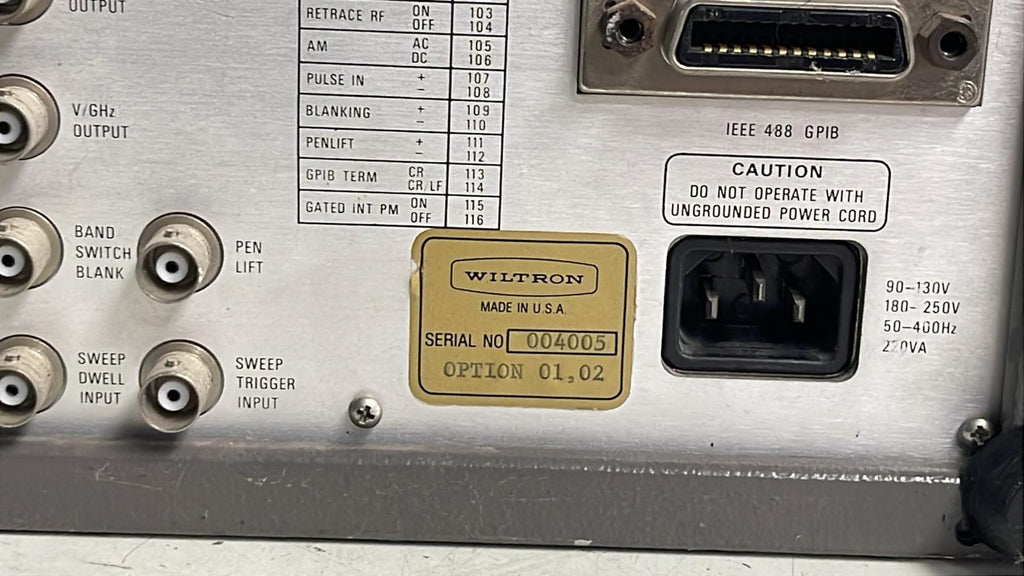 OUTPUT
V/GHz
OUTPUT
BAND
SWITCH
BLANK
PEN
LIFT
SWEEP
DWELL
INPUT
SWEEP
TRIGGER
INPUT
RETRACE RF ON 103
OFF 104
AM AC 105
DC 106
PULSE IN + 107
− 108
BLANKING + 109
− 110
PENLIFT + 111
− 112
GPIB TERM CR 113
CR/LF 114
GATED INT PM ON 115
OFF 116
WILTRON
MADE IN U.S.A.
SERIAL NO 004005
OPTION 01,02
IEEE 488 GPIB
CAUTION
DO NOT OPERATE WITH
UNGROUNDED POWER CORD
90-130V
180-250V
50-400Hz
220VA